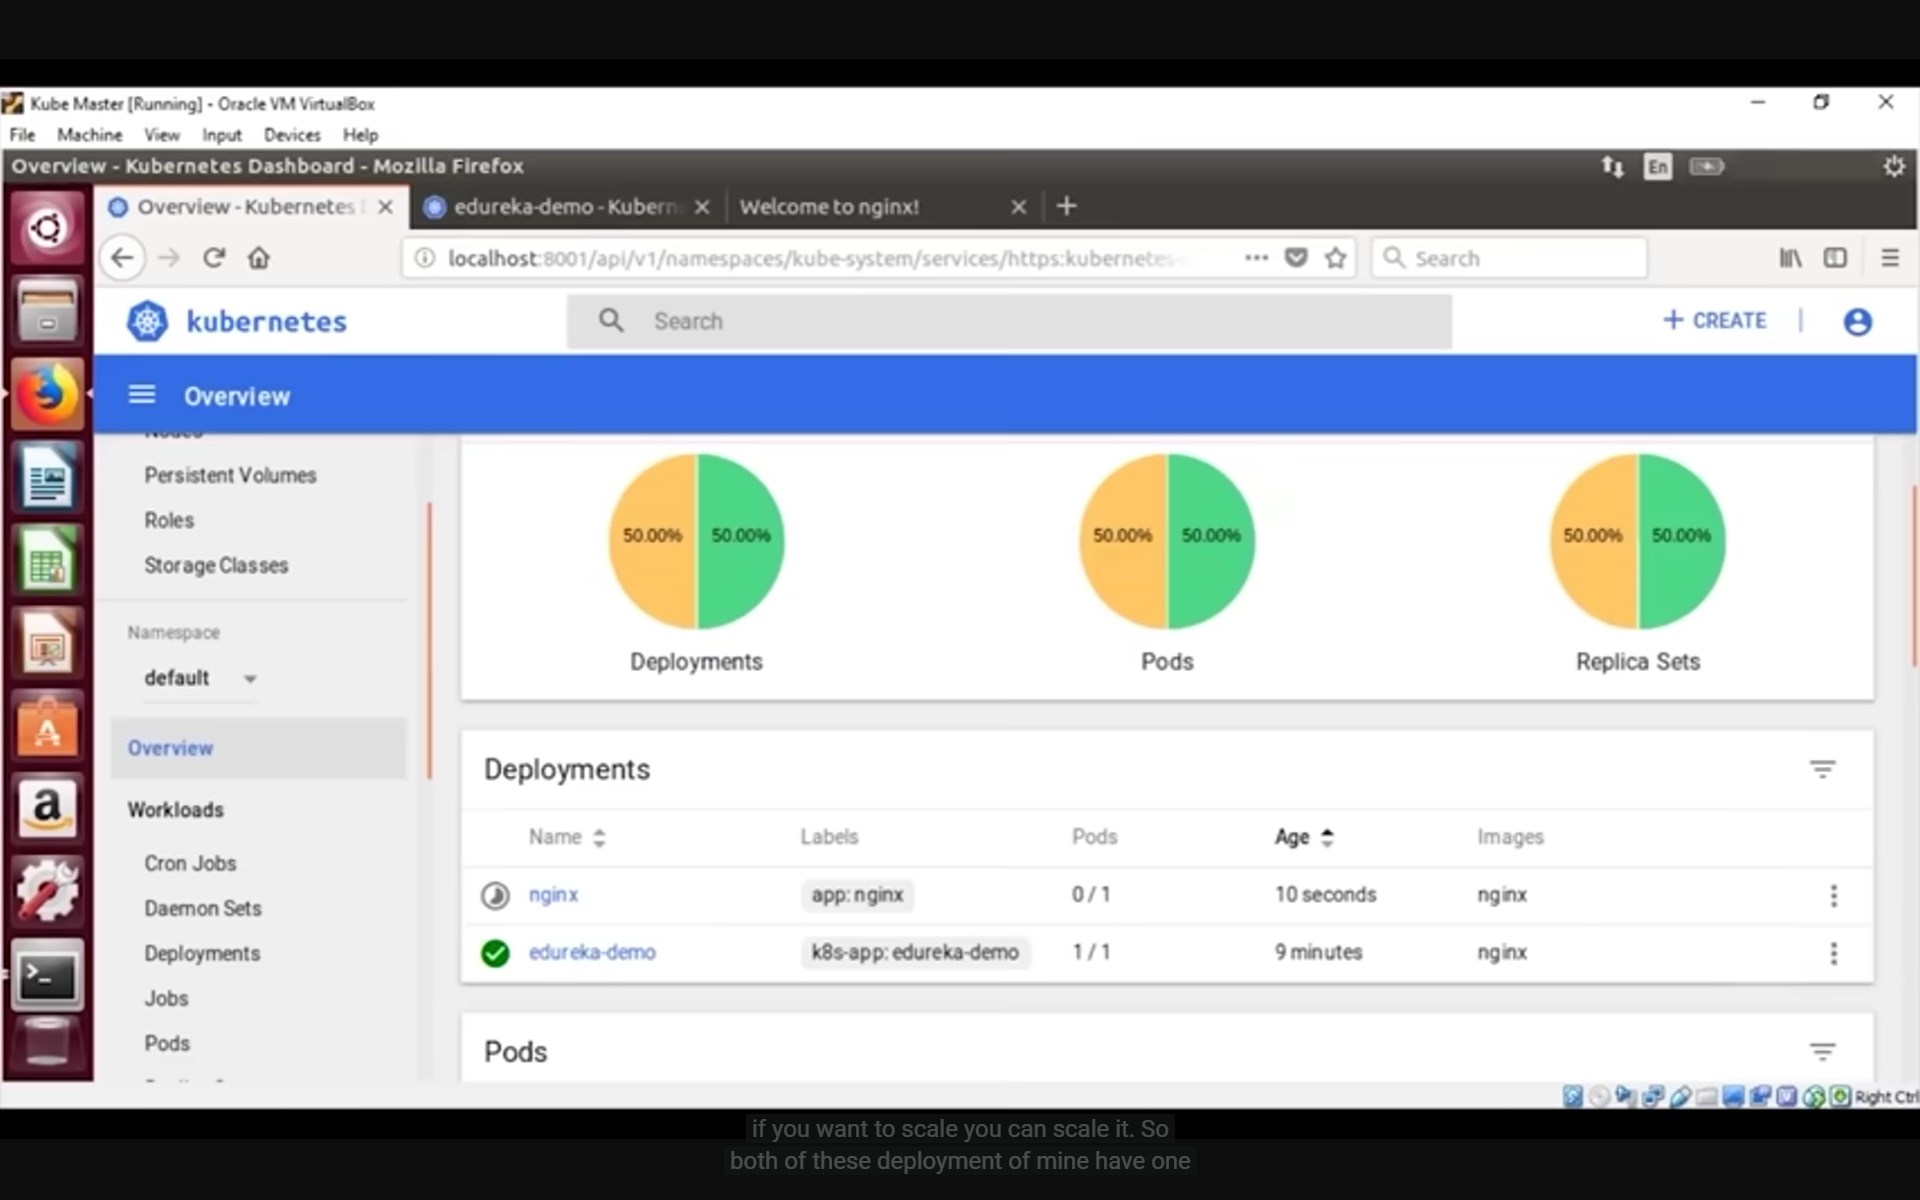 Kube Master [Running] - Oracle VM VirtualBox
File Machine View Input Devices Help
Overview - Kubernetes Dashboard - Mozilla Firefox
En
Overview - Kubernetes
edureka-demo - Kubern
Welcome to nginx!
localhost:8001/api/v1/namespaces/kube-system/services/https:kubernetes-
Search
kubernetes
Search
+ CREATE
Overview
Nodes
Persistent Volumes
Roles
Storage Classes
Namespace
default
Overview
Workloads
Cron Jobs
Daemon Sets
Deployments
Jobs
Pods
50.00% 50.00%
Deployments
50.00% 50.00%
Pods
50.00% 50.00%
Replica Sets
Deployments
Name Labels Pods Age Images
nginx app: nginx 0 / 1 10 seconds nginx
edureka-demo k8s-app: edureka-demo 1 / 1 9 minutes nginx
Pods
Right Ctrl
if you want to scale you can scale it. So
both of these deployment of mine have one